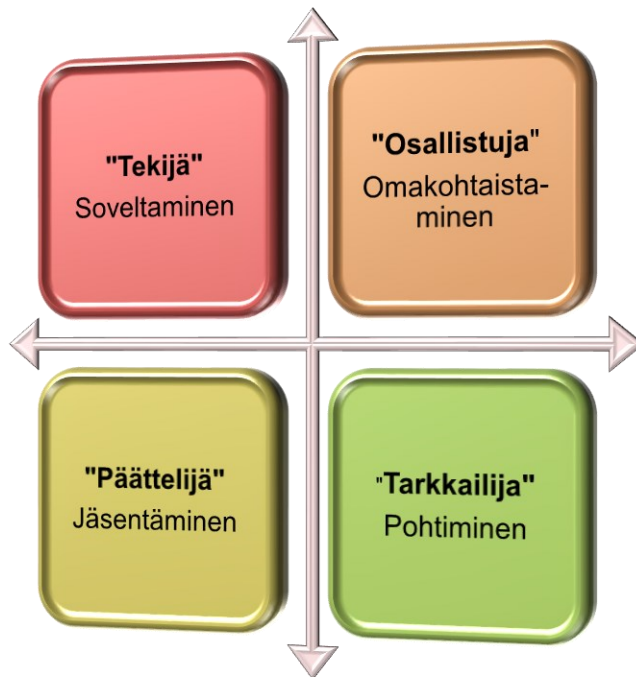 "Tekijä"
Soveltaminen
"Osallistuja"
Omakohtaista-
minen
"Päättelijä"
Jäsentäminen
"Tarkkailija"
Pohtiminen